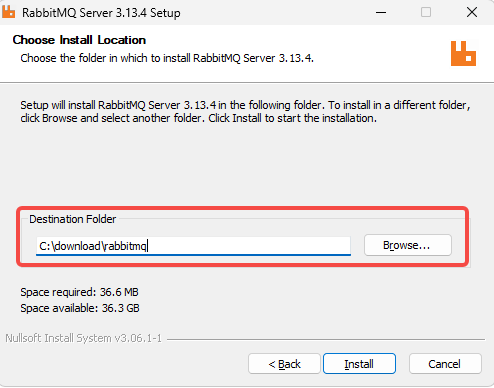 RabbitMQ Server 3.13.4 Setup
Choose Install Location
Choose the folder in which to install RabbitMQ Server 3.13.4.
Setup will install RabbitMQ Server 3.13.4 in the following folder. To install in a different folder,
click Browse and select another folder. Click Install to start the installation.
Destination Folder
C:\download\rabbitmq
Browse...
Space required: 36.6 MB
Space available: 36.3 GB
Nullsoft Install System v3.06.1-1
< Back
Install
Cancel